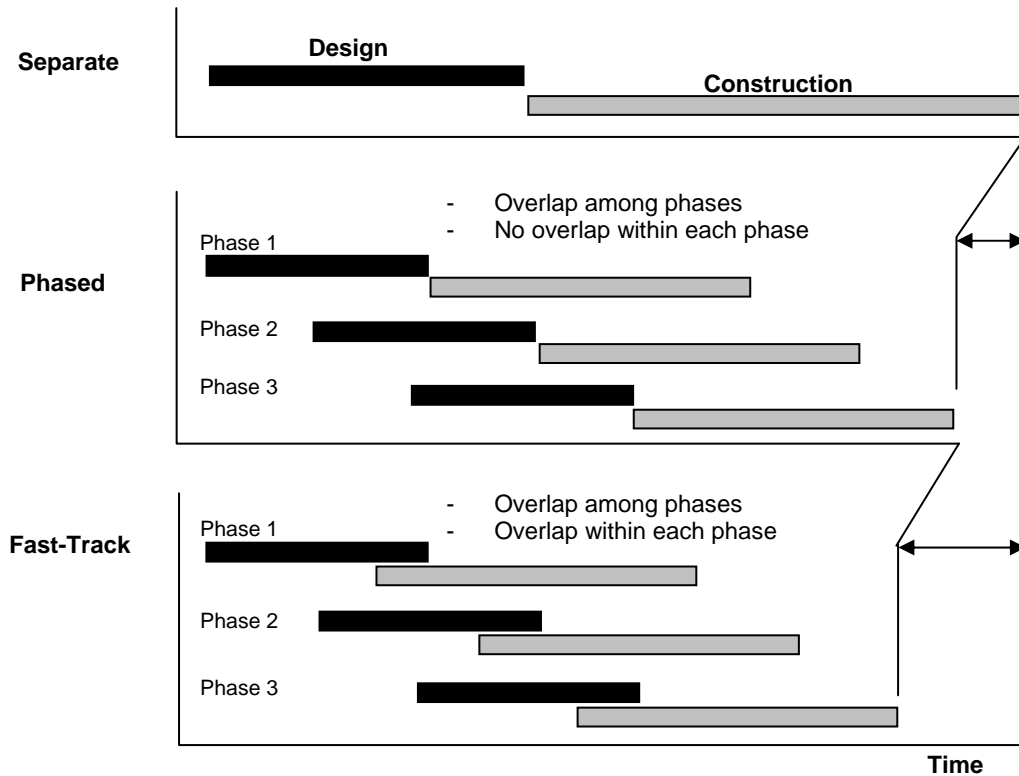 Design
Separate
Construction
- Overlap among phases
- No overlap within each phase
Phase 1
Phased
Phase 2
Phase 3
- Overlap among phases
- Overlap within each phase
Phase 1
Fast-Track
Phase 2
Phase 3
Time